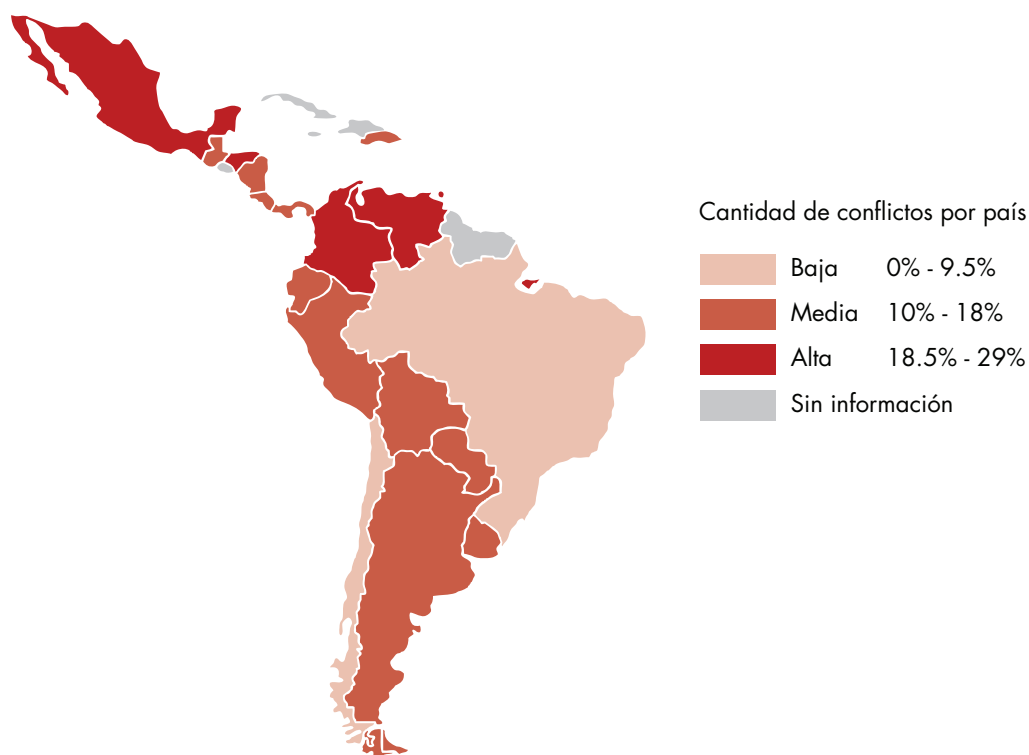 Cantidad de conflictos por país
Baja 0% - 9.5%
Media 10% - 18%
Alta 18.5% - 29%
Sin información